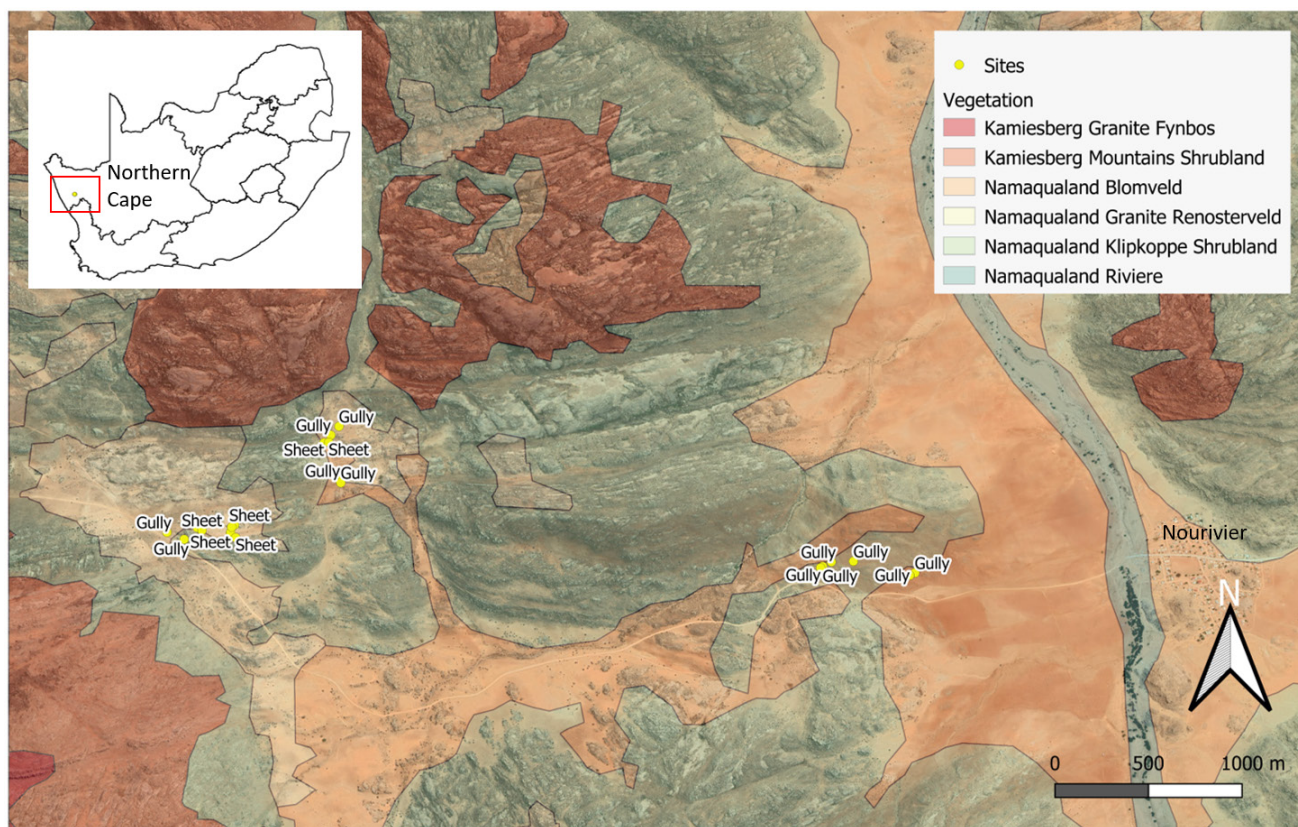 Northern
Cape
Sites
Vegetation
Kamiesberg Granite Fynbos
Kamiesberg Mountains Shrubland
Namaqualand Blomveld
Namaqualand Granite Renosterveld
Namaqualand Klipkoppe Shrubland
Namaqualand Riviere
Gully Gully
Sheet Sheet
Gully Gully
Gully Sheet Sheet
Gully Sheet Sheet
Gully Gully
Gully Gully Gully Gully
Nourivier
N
0 500 1000 m